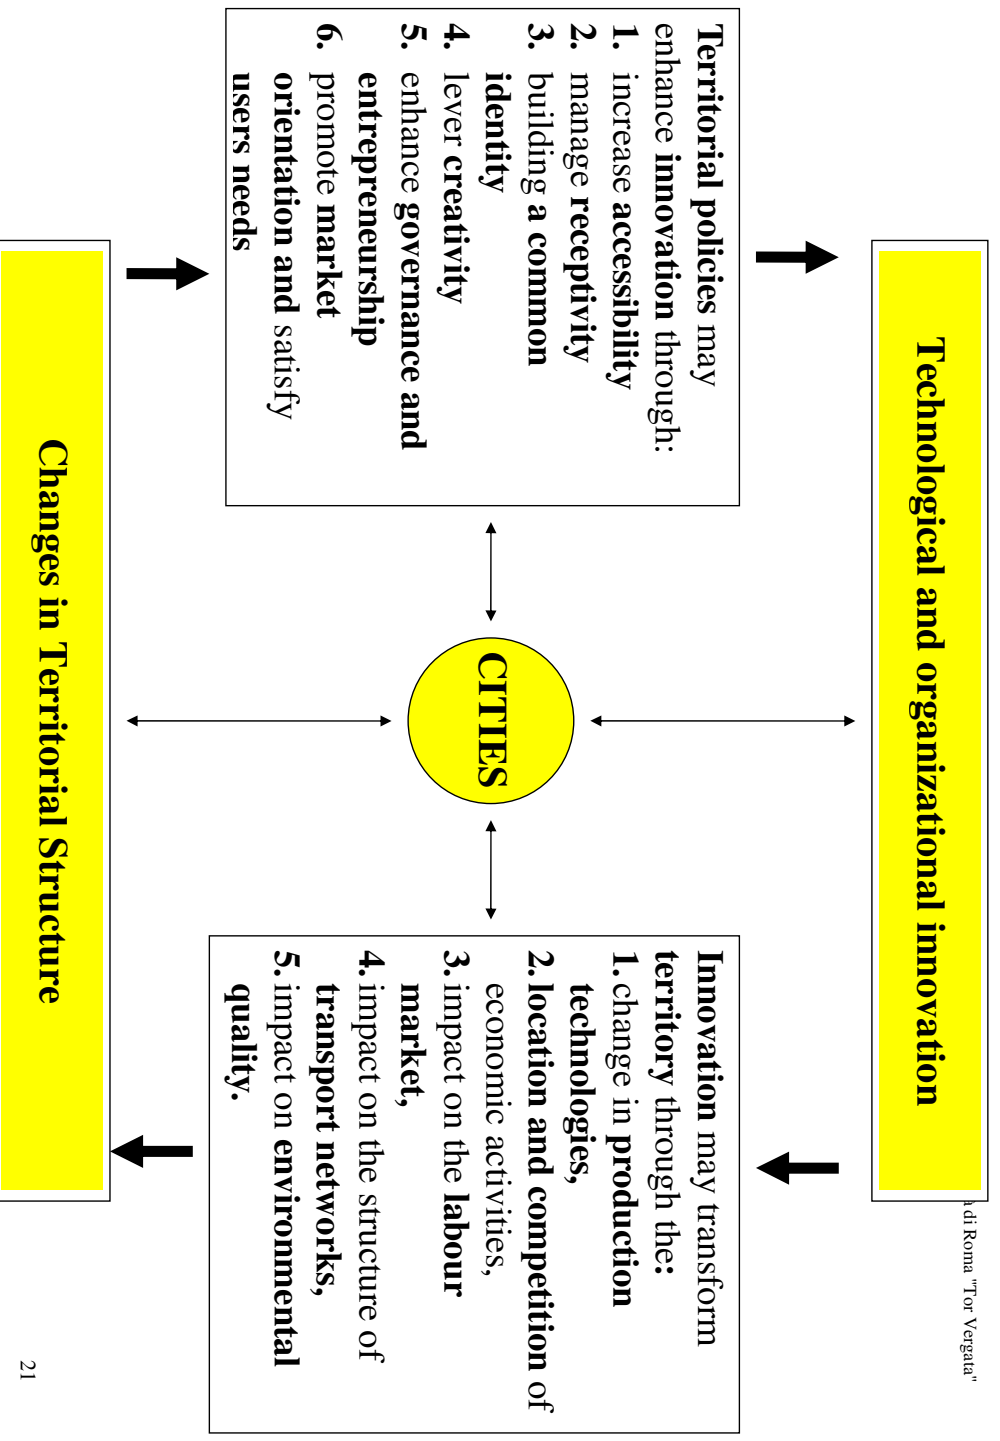 à di Roma "Tor Vergata"
Technological and organizational innovation
Territorial policies may
enhance innovation through:
1. increase accessibility
2. manage receptivity
3. building a common
identity
4. lever creativity
5. enhance governance and
entrepreneurship
6. promote market
orientation and satisfy
users needs
CITIES
Innovation may transform
territory through the:
1. change in production
technologies,
2. location and competition of
economic activities,
3. impact on the labour
market,
4. impact on the structure of
transport networks,
5. impact on environmental
quality.
Changes in Territorial Structure
21